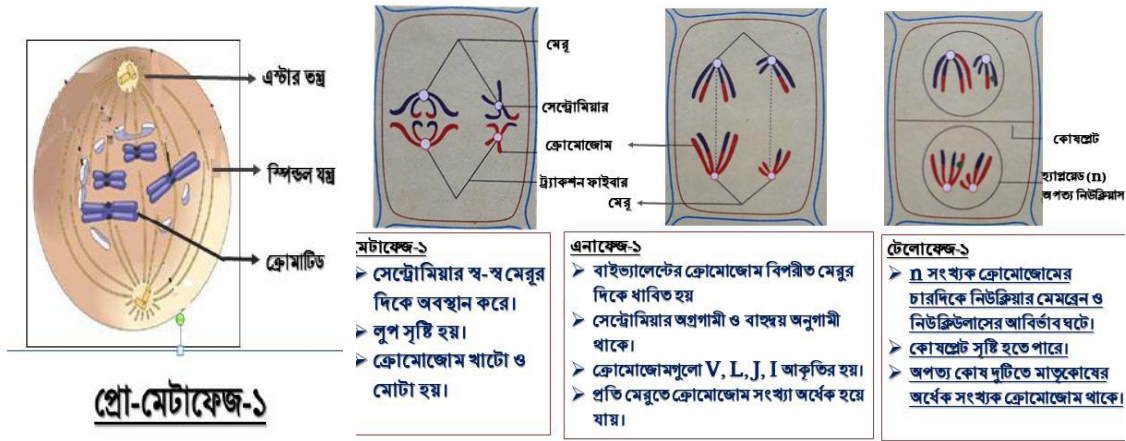 এস্টার তন্ত্র
স্পিন্ডল যন্ত্র
ক্রোমাটিড
প্রো-মেটাফেজ-১
মেরু
সেন্ট্রোমিয়ার
ক্রোমোজোম
ট্র্যাকশন ফাইবার
মেরু
কোষপ্লেট
হ্যাপ্লয়েড (n)
অপত্য নিউক্লিয়াস
মেটাফেজ-১
➢ সেন্ট্রোমিয়ার স্ব-স্ব মেরুর
দিকে অবস্থান করে।
➢ লুপ সৃষ্টি হয়।
➢ ক্রোমোজোম খাটো ও
মোটা হয়।
এনাফেজ-১
➢ বাইভ্যালেন্টের ক্রোমোজোম বিপরীত মেরুর
দিকে ধাবিত হয়
➢ সেন্ট্রোমিয়ার অগ্রগামী ও বাহুদ্বয় অনুগামী
থাকে।
➢ ক্রোমোজোমগুলো V, L, J, I আকৃতির হয়।
➢ প্রতি মেরুতে ক্রোমোজোম সংখ্যা অর্ধেক হয়ে
যায়।
টেলোফেজ-১
➢ n সংখ্যক ক্রোমোজোমের
চারদিকে নিউক্লিয়ার মেমব্রেন ও
নিউক্লিউলাসের আবির্ভাব ঘটে।
➢ কোষপ্লেট সৃষ্টি হতে পারে।
➢ অপত্য কোষ দুটিতে মাতৃকোষের
অর্ধেক সংখ্যক ক্রোমোজোম থাকে।